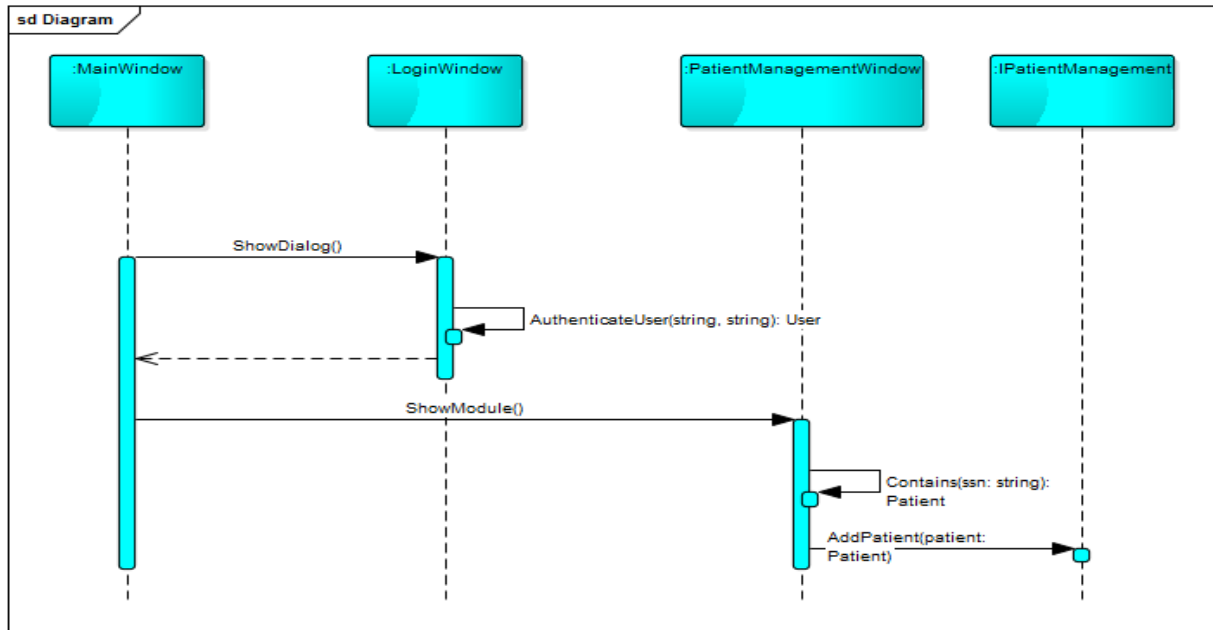 sd Diagram
:MainWindow
:LoginWindow
:PatientManagementWindow
:IPatientManagement
ShowDialog()
AuthenticateUser(string, string): User
ShowModule()
Contains(ssn: string):
Patient
AddPatient(patient:
Patient)